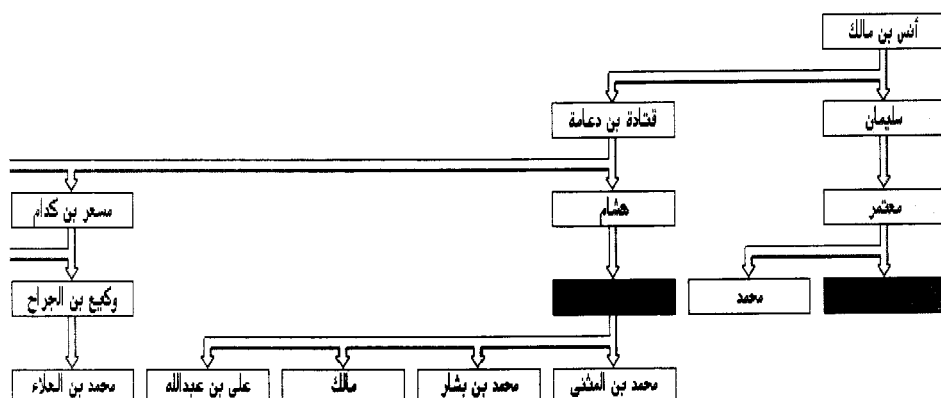 أنس بن مالك
سليمان
قتادة بن دعامة
معتمر
هشام
مسعر بن كدام
محمد
وكيع بن الجراح
محمد بن المثنى
محمد بن بشار
مالك
على بن عبدالله
محمد بن العلاء